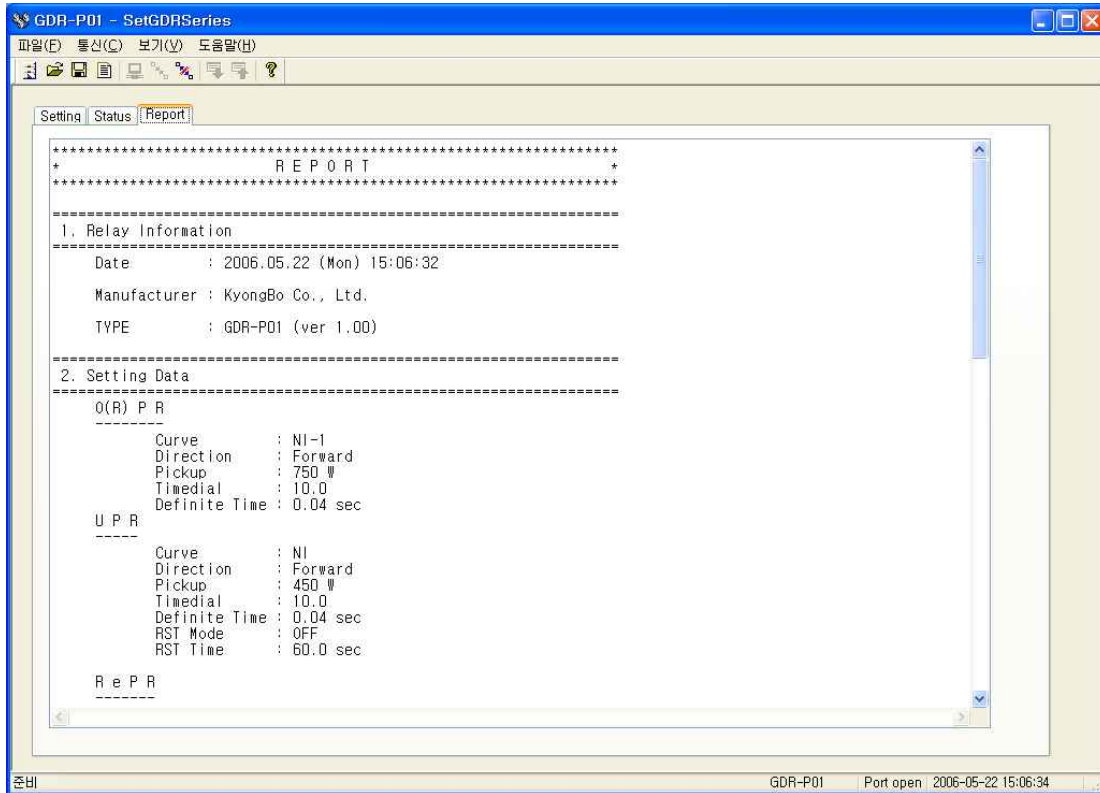 GDR-P01 - SetGDRSeries
파일(F) 통신(C) 보기(V) 도움말(H)
Setting Status Report
******************************************************************
* R E P O R T *
******************************************************************
==================================================================
1. Relay Information
==================================================================
Date : 2006.05.22 (Mon) 15:06:32
Manufacturer : KyongBo Co., Ltd.
TYPE : GDR-P01 (ver 1.00)
==================================================================
2. Setting Data
==================================================================
O(R) P R
--------
Curve : NI-1
Direction : Forward
Pickup : 750 W
Timedial : 10.0
Definite Time : 0.04 sec
U P R
-----
Curve : NI
Direction : Forward
Pickup : 450 W
Timedial : 10.0
Definite Time : 0.04 sec
RST Mode : OFF
RST Time : 60.0 sec
R e P R
-------
준비 GDR-P01 Port open 2006-05-22 15:06:34